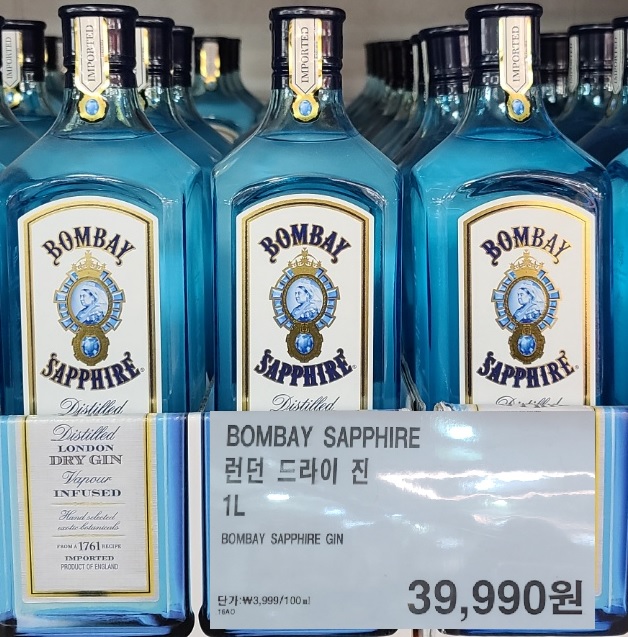 IMPORTED
IMPORTED
IMPORTED
IMPORTED
BOMBAY
SAPPHIRE
Distilled
BOMBAY
SAPPHIRE
Distilled
BOMBAY
SAPPHIRE
Distilled
LONDON
DRY GIN
Vapour
INFUSED
Hand selected
exotic botanicals
FROM A 1761 RECIPE
IMPORTED
PRODUCT OF ENGLAND
BOMBAY SAPPHIRE
런던 드라이 진
1L
BOMBAY SAPPHIRE GIN
단가:₩3,999/100㎖
39,990원